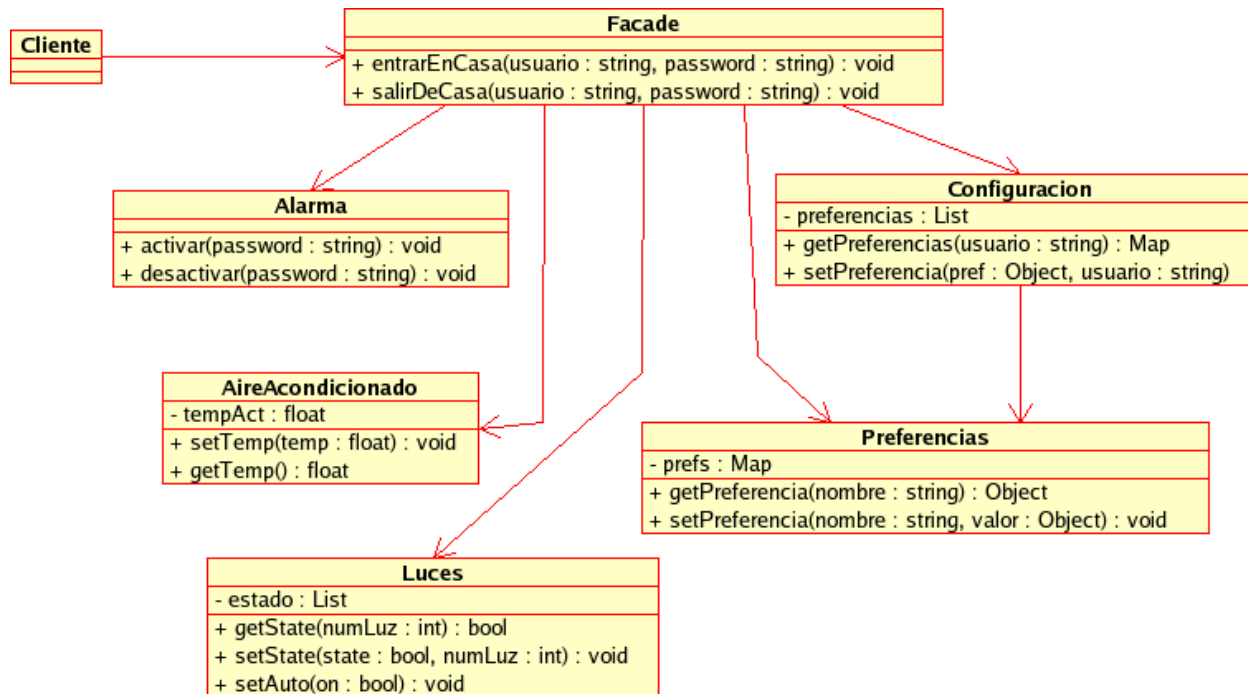 Cliente
Facade
+ entrarEnCasa(usuario : string, password : string) : void
+ salirDeCasa(usuario : string, password : string) : void
Alarma
+ activar(password : string) : void
+ desactivar(password : string) : void
Configuracion
- preferencias : List
+ getPreferencias(usuario : string) : Map
+ setPreferencia(pref : Object, usuario : string)
AireAcondicionado
- tempAct : float
+ setTemp(temp : float) : void
+ getTemp() : float
Preferencias
- prefs : Map
+ getPreferencia(nombre : string) : Object
+ setPreferencia(nombre : string, valor : Object) : void
Luces
- estado : List
+ getState(numLuz : int) : bool
+ setState(state : bool, numLuz : int) : void
+ setAuto(on : bool) : void